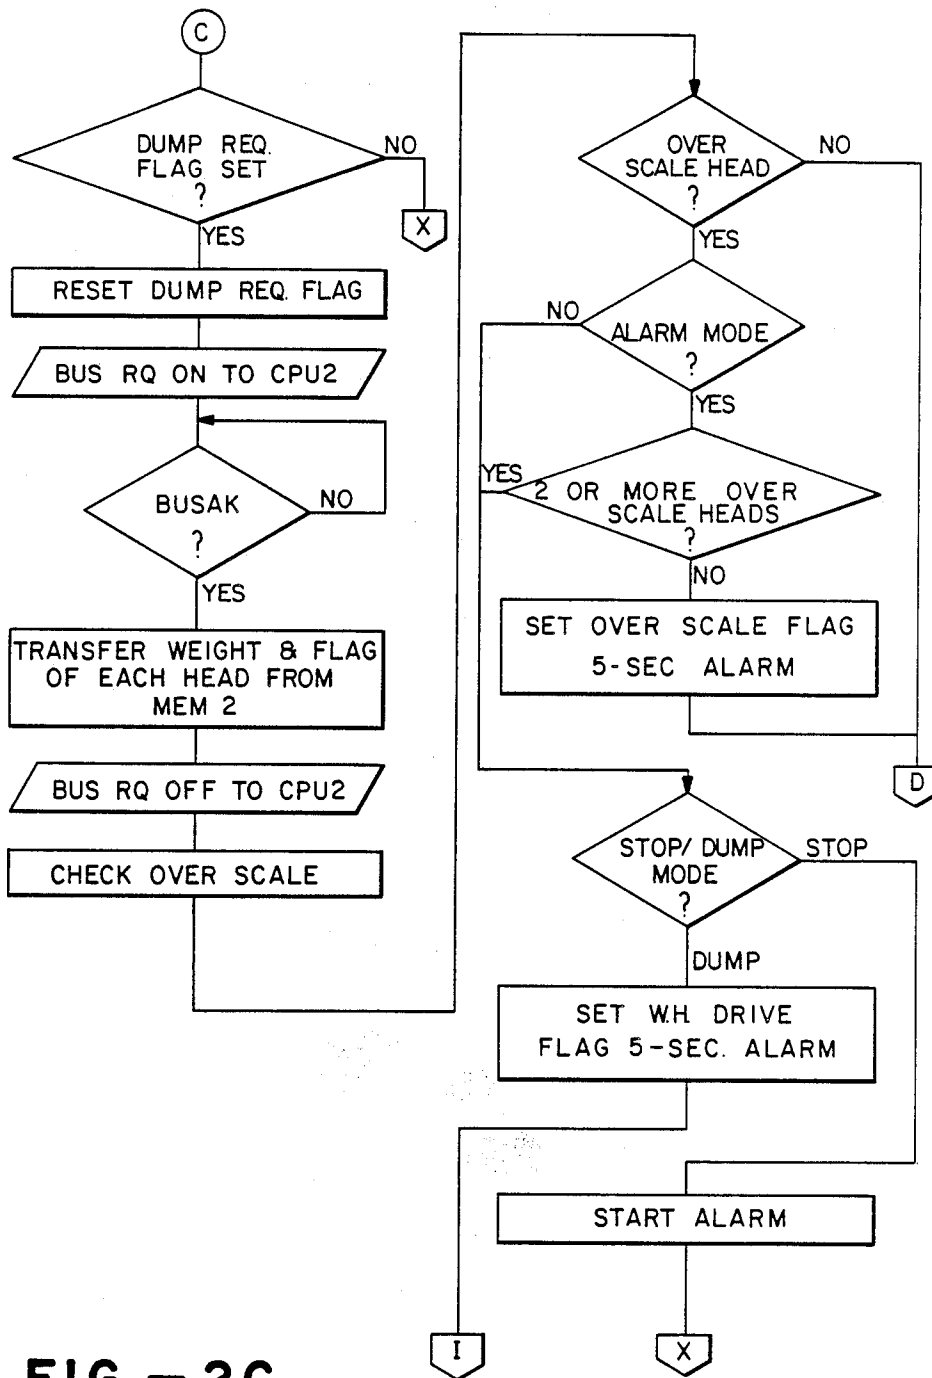 C
DUMP REQ.
FLAG SET
?
NO
X
YES
RESET DUMP REQ. FLAG
BUS RQ ON TO CPU2
BUSAK
?
NO
YES
TRANSFER WEIGHT & FLAG
OF EACH HEAD FROM
MEM 2
BUS RQ OFF TO CPU2
CHECK OVER SCALE
OVER
SCALE HEAD
?
NO
YES
NO
ALARM MODE
?
YES
YES
2 OR MORE OVER
SCALE HEADS
?
NO
SET OVER SCALE FLAG
5-SEC ALARM
D
STOP/ DUMP
MODE
?
STOP
DUMP
SET W.H. DRIVE
FLAG 5-SEC. ALARM
START ALARM
I
X
FIG.—2C